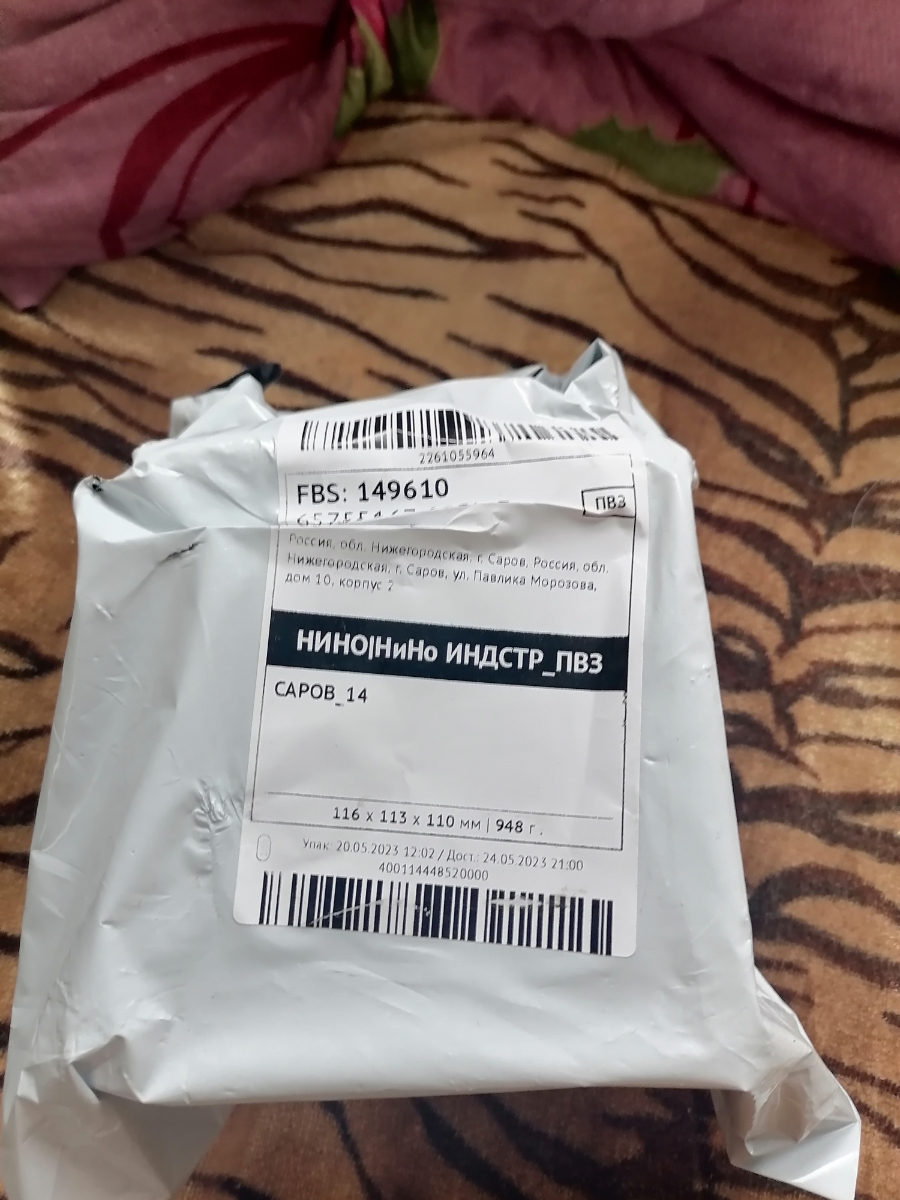 2261055964
FBS: 149610
ПВЗ
Россия, обл. Нижегородская, г. Саров, Россия, обл.
Нижегородская, г. Саров, ул. Павлика Морозова,
дом 10, корпус 2
НИНО|НиНо ИНДСТР_ПВЗ
САРОВ_14
116 x 113 x 110 мм | 948 г.
Упак: 20.05.2023 12:02 / Дост.: 24.05.2023 21:00
400114448520000